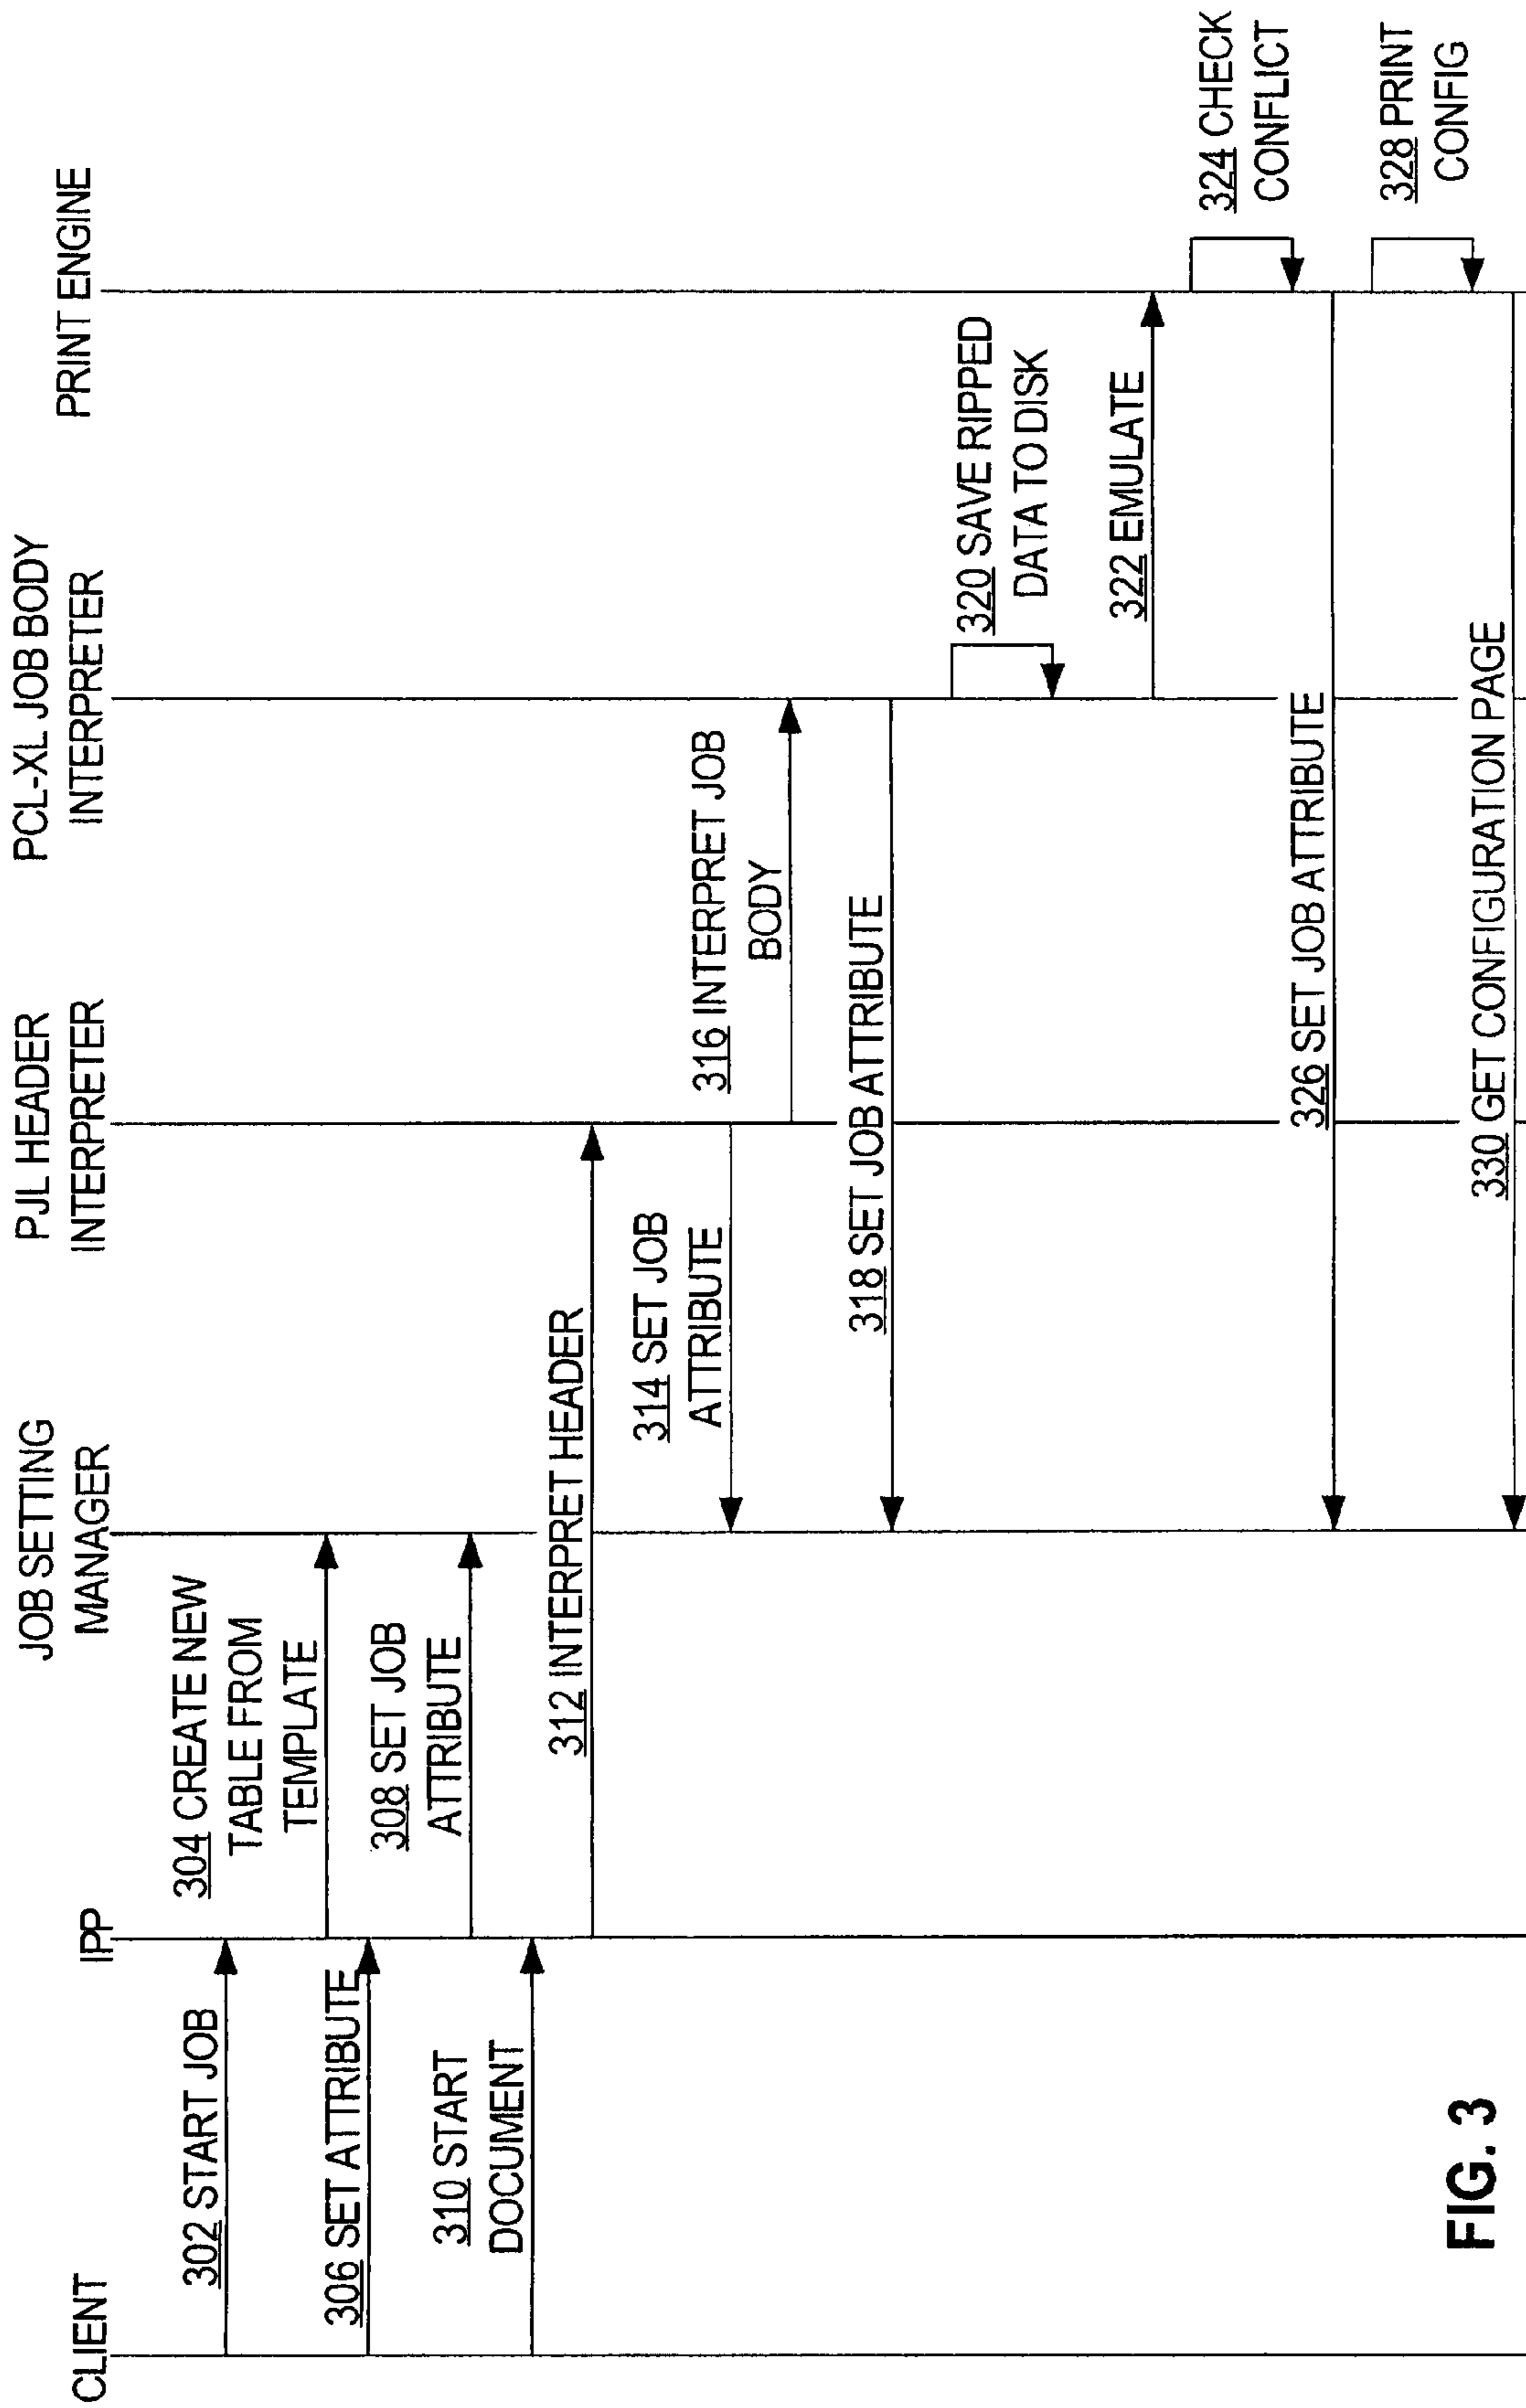 CLIENT
IPP
JOB SETTING
MANAGER
PJL HEADER
INTERPRETER
PCL-XL JOB BODY
INTERPRETER
PRINT ENGINE
302 START JOB
304 CREATE NEW
TABLE FROM
TEMPLATE
306 SET ATTRIBUTE
308 SET JOB
ATTRIBUTE
310 START
DOCUMENT
312 INTERPRET HEADER
314 SET JOB
ATTRIBUTE
316 INTERPRET JOB
BODY
318 SET JOB ATTRIBUTE
320 SAVE RIPPED
DATA TO DISK
322 EMULATE
324 CHECK
CONFLICT
326 SET JOB ATTRIBUTE
328 PRINT
CONFIG
330 GET CONFIGURATION PAGE
FIG. 3